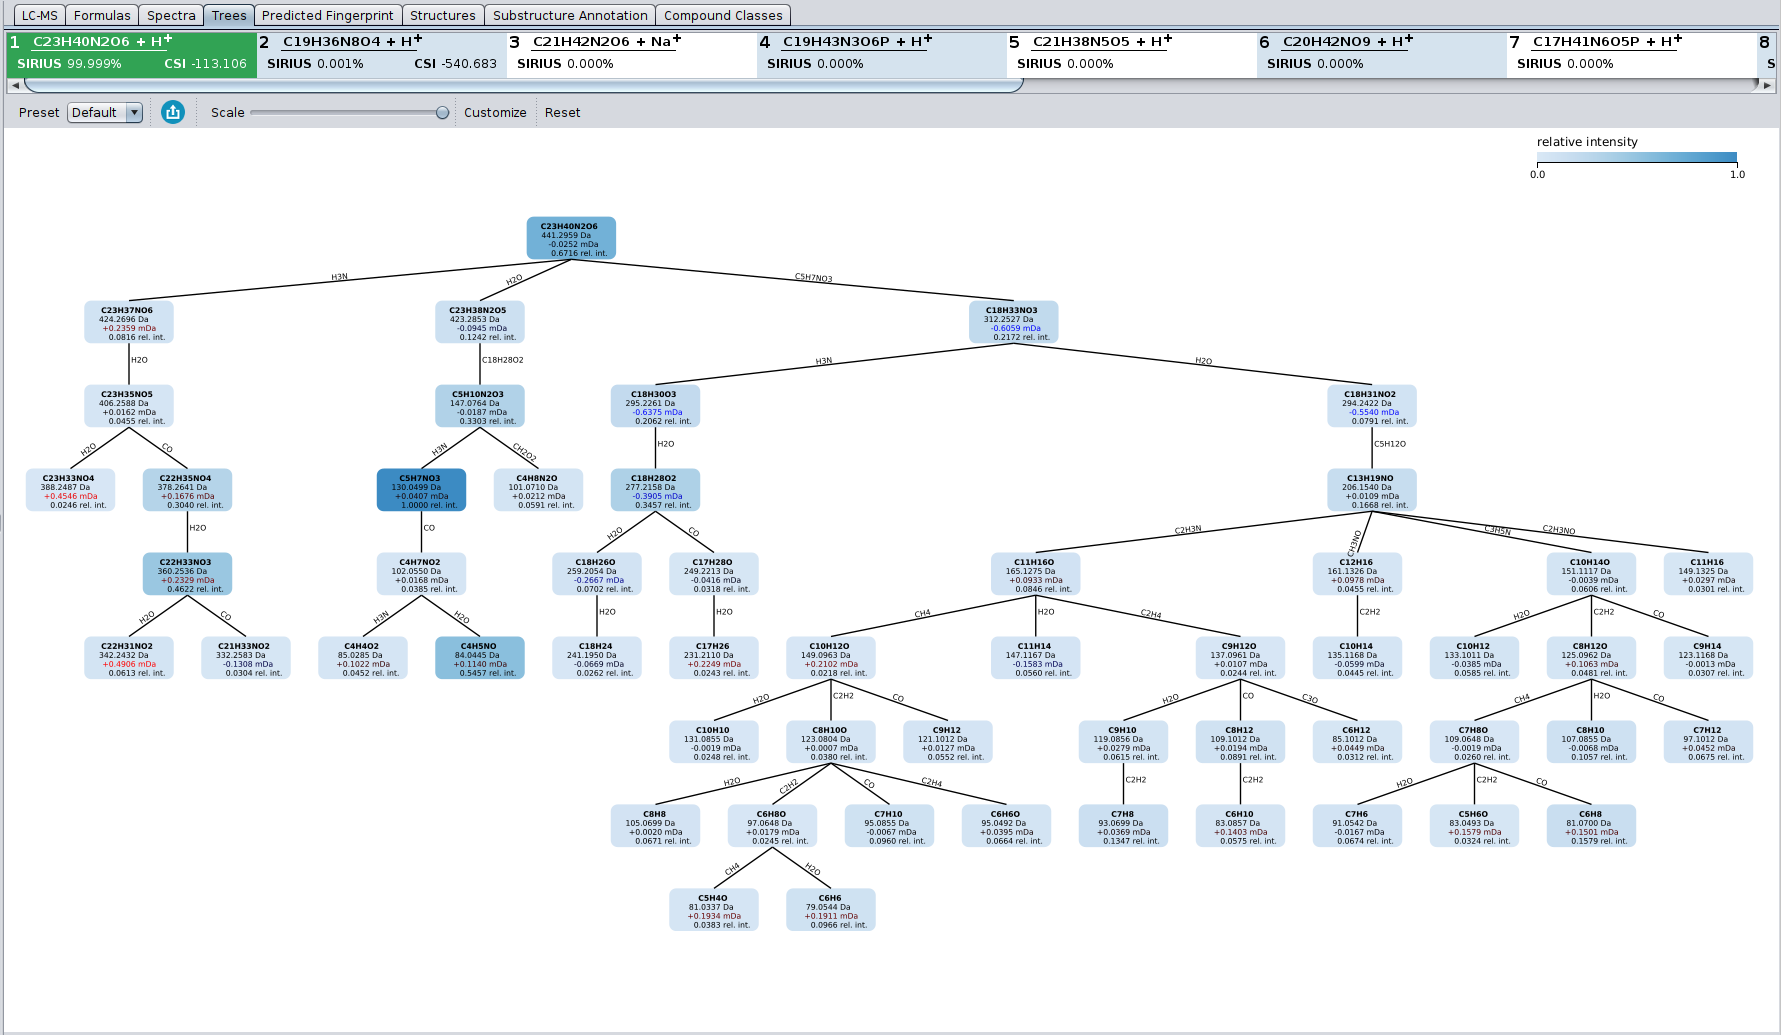 LC-MS Formulas Spectra Trees Predicted Fingerprint Structures Substructure Annotation Compound Classes
1 C23H40N2O6 + H+ 2 C19H36N8O4 + H+ 3 C21H42N2O6 + Na+ 4 C19H43N3O6P + H+ 5 C21H38N5O5 + H+ 6 C20H42NO9 + H+ 7 C17H41N6O5P + H+ 8
SIRIUS 99.999% CSI -113.106 SIRIUS 0.001% CSI -540.683 SIRIUS 0.000% SIRIUS 0.000% SIRIUS 0.000% SIRIUS 0.000% SIRIUS 0.000% S
Preset Default Scale Customize Reset
relative intensity
0.0 1.0
C23H40N2O6
441.2959 Da
-0.0252 mDa
0.6716 rel. int.
H3N H2O C5H7NO3
C23H37NO6 C23H38N2O5 C18H33NO3
424.2696 Da 423.2853 Da 312.2527 Da
+0.2359 mDa -0.0945 mDa -0.6059 mDa
0.0816 rel. int. 0.1242 rel. int. 0.2172 rel. int.
H2O C18H28O2 H3N H2O
C23H35NO5 C5H10N2O3 C18H30O3 C18H31NO2
406.2588 Da 147.0764 Da 295.2261 Da 294.2422 Da
+0.0162 mDa -0.0187 mDa -0.6375 mDa -0.5540 mDa
0.0455 rel. int. 0.3303 rel. int. 0.2062 rel. int. 0.0791 rel. int.
H2O CO H3N CH2O2 H2O C5H12O
C23H33NO4 C22H35NO4 C5H7NO3 C4H8N2O C18H28O2 C13H19NO
388.2487 Da 378.2641 Da 130.0499 Da 101.0710 Da 277.2158 Da 206.1540 Da
+0.4546 mDa +0.1676 mDa +0.0407 mDa +0.0212 mDa -0.3905 mDa +0.0109 mDa
0.0246 rel. int. 0.3040 rel. int. 1.0000 rel. int. 0.0591 rel. int. 0.3457 rel. int. 0.1668 rel. int.
H2O CO H2O CO C2H3N CH3NO C3H5N C2H3NO
C22H33NO3 C4H7NO2 C18H26O C17H28O C11H16O C12H16 C10H14O C11H16
360.2536 Da 102.0550 Da 259.2054 Da 249.2213 Da 165.1275 Da 161.1326 Da 151.1117 Da 149.1325 Da
+0.2329 mDa +0.0168 mDa -0.2667 mDa -0.0416 mDa +0.0933 mDa +0.0978 mDa -0.0039 mDa +0.0297 mDa
0.4622 rel. int. 0.0385 rel. int. 0.0702 rel. int. 0.0318 rel. int. 0.0846 rel. int. 0.0455 rel. int. 0.0606 rel. int. 0.0301 rel. int.
H2O CO H3N H2O H2O H2O CH4 H2O C2H4 C2H2 H2O C2H2 CO
C22H31NO2 C21H33NO2 C4H4O2 C4H5NO C18H24 C17H26 C10H12O C11H14 C9H12O C10H14 C10H12 C8H12O C9H14
342.2432 Da 332.2583 Da 85.0285 Da 84.0445 Da 241.1950 Da 231.2110 Da 149.0963 Da 147.1167 Da 137.0961 Da 135.1168 Da 133.1011 Da 125.0962 Da 123.1168 Da
+0.4906 mDa -0.1308 mDa +0.1022 mDa +0.1140 mDa -0.0669 mDa +0.2249 mDa +0.2102 mDa -0.1583 mDa +0.0107 mDa -0.0599 mDa -0.0385 mDa +0.1063 mDa -0.0013 mDa
0.0613 rel. int. 0.0304 rel. int. 0.0452 rel. int. 0.5457 rel. int. 0.0262 rel. int. 0.0243 rel. int. 0.0218 rel. int. 0.0560 rel. int. 0.0244 rel. int. 0.0445 rel. int. 0.0585 rel. int. 0.0481 rel. int. 0.0307 rel. int.
H2O C2H2 CO H2O CO C3O CH4 H2O CO
C10H10 C8H10O C9H12 C9H10 C8H12 C6H12 C7H8O C8H10 C7H12
131.0855 Da 123.0804 Da 121.1012 Da 119.0856 Da 109.1012 Da 85.1012 Da 109.0648 Da 107.0855 Da 97.1012 Da
-0.0019 mDa +0.0007 mDa +0.0127 mDa +0.0279 mDa +0.0194 mDa +0.0449 mDa -0.0019 mDa -0.0068 mDa +0.0452 mDa
0.0248 rel. int. 0.0380 rel. int. 0.0552 rel. int. 0.0615 rel. int. 0.0891 rel. int. 0.0312 rel. int. 0.0260 rel. int. 0.1057 rel. int. 0.0675 rel. int.
H2O C2H2 CO C2H4 C2H2 C2H2 H2O C2H2 CO
C8H8 C6H8O C7H10 C6H6O C7H8 C6H10 C7H6 C5H6O C6H8
105.0699 Da 97.0648 Da 95.0855 Da 95.0492 Da 93.0699 Da 83.0857 Da 91.0542 Da 83.0493 Da 81.0700 Da
+0.0020 mDa +0.0179 mDa -0.0067 mDa +0.0395 mDa +0.0369 mDa +0.1403 mDa -0.0167 mDa +0.1579 mDa +0.1501 mDa
0.0671 rel. int. 0.0245 rel. int. 0.0960 rel. int. 0.0664 rel. int. 0.1347 rel. int. 0.0575 rel. int. 0.0674 rel. int. 0.0324 rel. int. 0.1579 rel. int.
CH4 H2O
C5H4O C6H6
81.0337 Da 79.0544 Da
+0.1934 mDa +0.1911 mDa
0.0383 rel. int. 0.0966 rel. int.